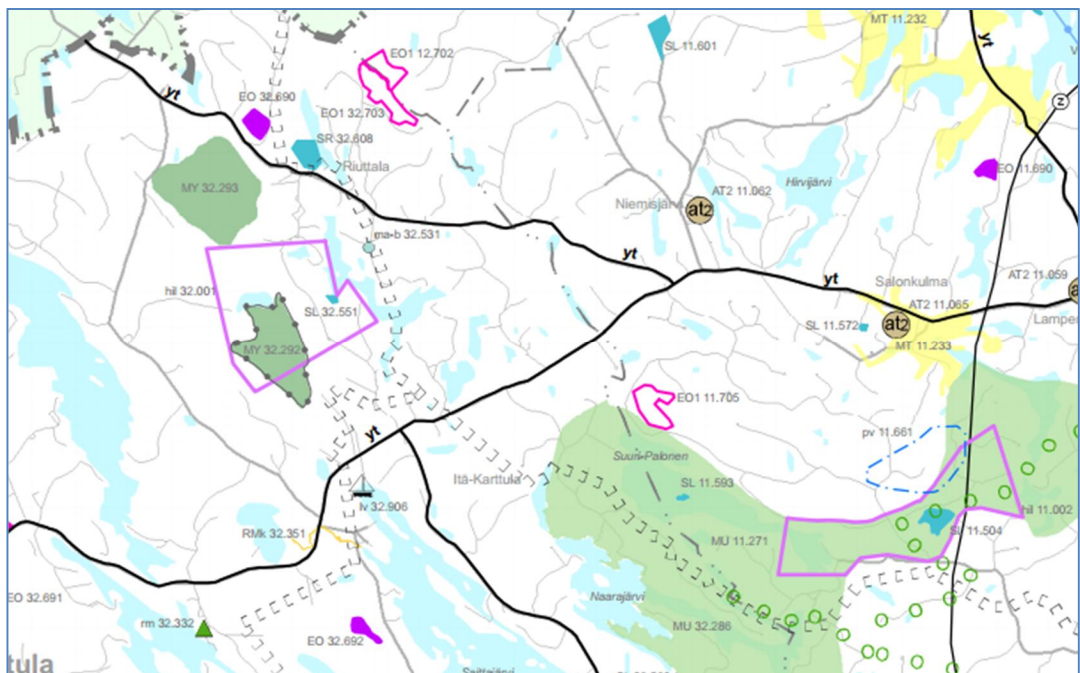 MT 11.232
yt
SL 11.601
EO1 12.702
yt
EO 32.690
z
EO1 32.703
SR 32.608
Riuttala
EO 11.690
MY 32.293
Hirvijärvi
AT2 11.062
Niemisjärvi
at2
ma-b 32.531
yt
yt
Salonkulma
AT2 11.059
hil 32.001
SL 32.551
AT2 11.065
SL 11.572
at2
MY 32.292
MT 11.233
EO1 11.705
yt
pv 11.661
Suuri-Palonen
Itä-Karttula
SL 11.593
lv 32.906
hil 11.002
RMk 32.351
SL 11.504
MU 11.271
EO 32.691
Naarajärvi
rm 32.332
MU 32.286
EO 32.692
tula